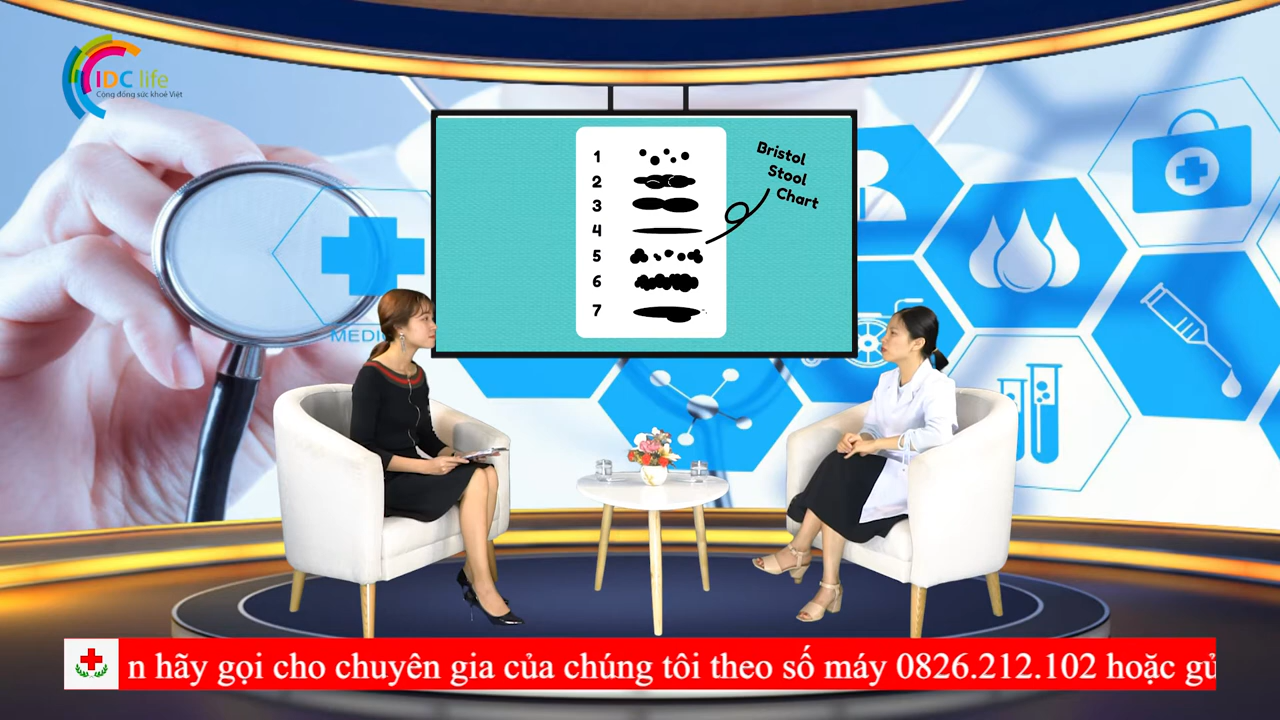 IDC life
Cộng đồng sức khoẻ Việt
Bristol
Stool
Chart
1
2
3
4
5
6
7
MEDIC
n hãy gọi cho chuyên gia của chúng tôi theo số máy 0826.212.102 hoặc gử